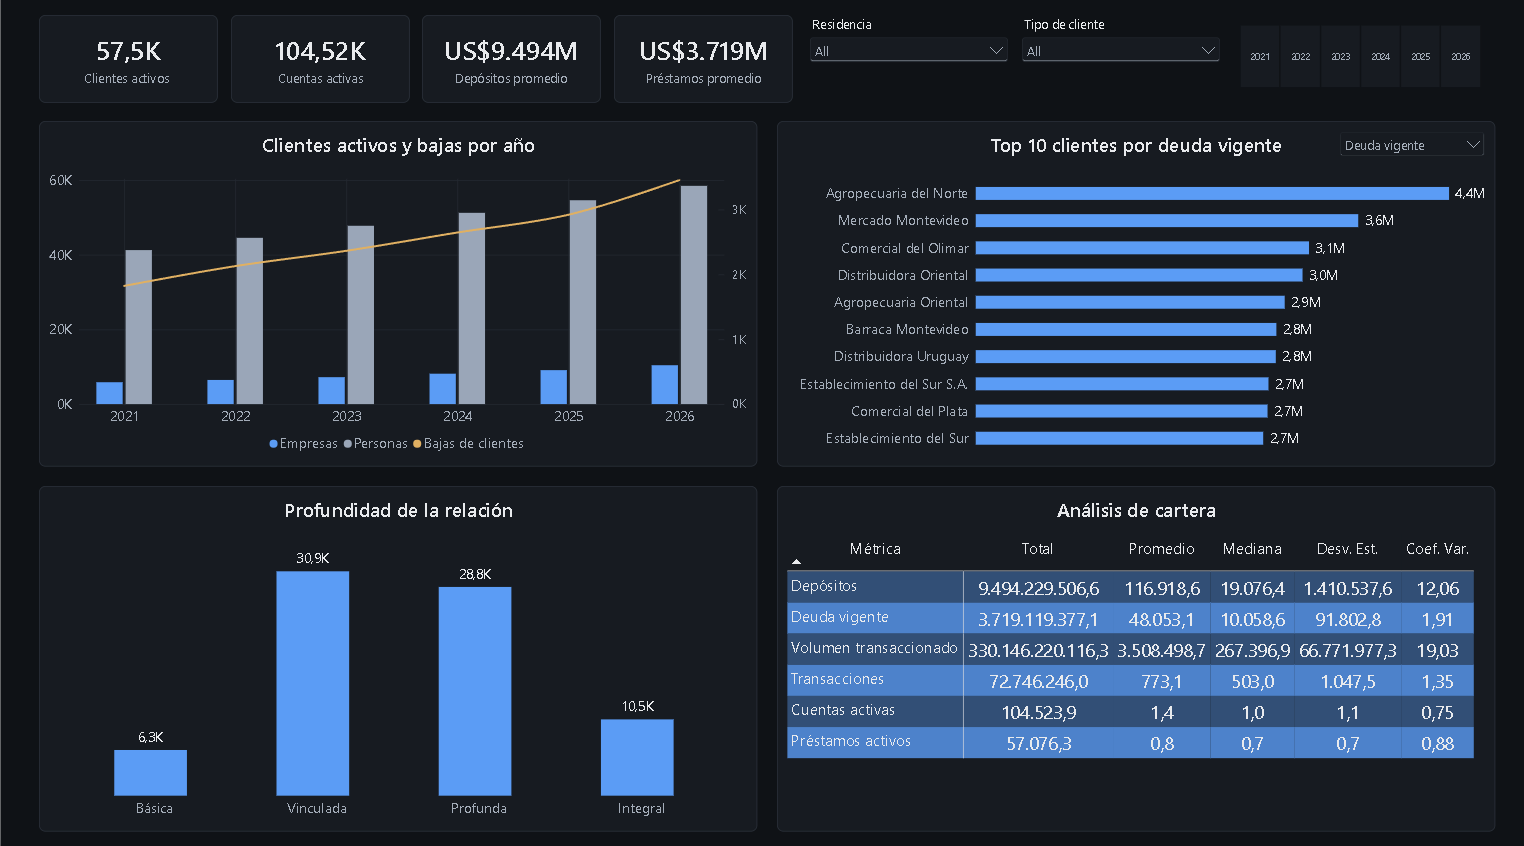 57,5K
Clientes activos
104,52K
Cuentas activas
US$9.494M
Depósitos promedio
US$3.719M
Préstamos promedio
Residencia
All
Tipo de cliente
All
2021 2022 2023 2024 2025 2026
Clientes activos y bajas por año
60K
40K
20K
0K
3K
2K
1K
0K
2021 2022 2023 2024 2025 2026
Empresas Personas Bajas de clientes
Top 10 clientes por deuda vigente
Deuda vigente
Agropecuaria del Norte 4,4M
Mercado Montevideo 3,6M
Comercial del Olimar 3,1M
Distribuidora Oriental 3,0M
Agropecuaria Oriental 2,9M
Barraca Montevideo 2,8M
Distribuidora Uruguay 2,8M
Establecimiento del Sur S.A. 2,7M
Comercial del Plata 2,7M
Establecimiento del Sur 2,7M
Profundidad de la relación
6,3K
30,9K
28,8K
10,5K
Básica Vinculada Profunda Integral
Análisis de cartera
Métrica Total Promedio Mediana Desv. Est. Coef. Var.
Depósitos 9.494.229.506,6 116.918,6 19.076,4 1.410.537,6 12,06
Deuda vigente 3.719.119.377,1 48.053,1 10.058,6 91.802,8 1,91
Volumen transaccionado 330.146.220.116,3 3.508.498,7 267.396,9 66.771.977,3 19,03
Transacciones 72.746.246,0 773,1 503,0 1.047,5 1,35
Cuentas activas 104.523,9 1,4 1,0 1,1 0,75
Préstamos activos 57.076,3 0,8 0,7 0,7 0,88